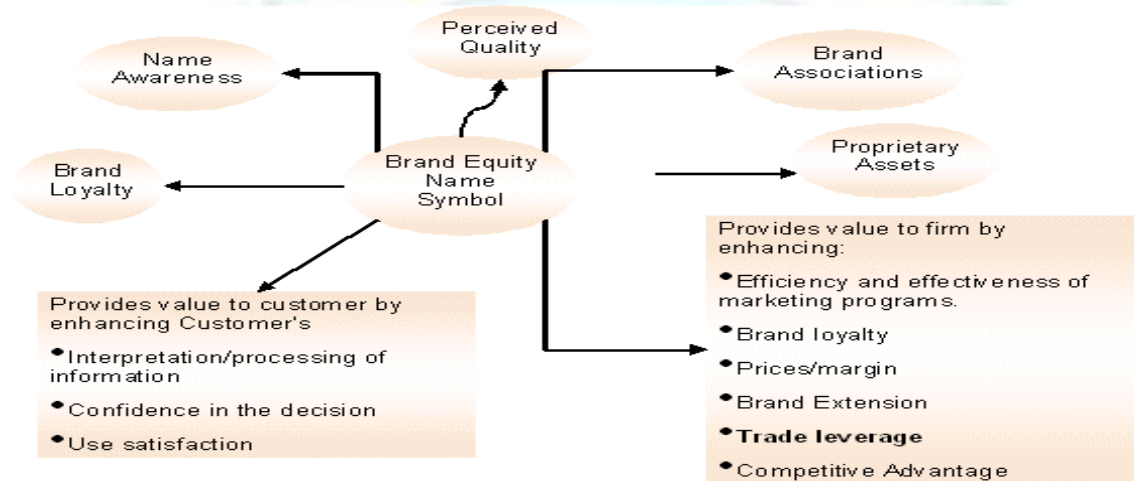 Perceived
Quality
Name
Awareness
Brand
Associations
Brand Equity
Name
Symbol
Proprietary
Assets
Brand
Loyalty
Provides value to customer by
enhancing Customer's
•Interpretation/processing of
information
•Confidence in the decision
•Use satisfaction
Provides value to firm by
enhancing:
•Efficiency and effectiveness of
marketing programs.
•Brand loyalty
•Prices/margin
•Brand Extension
•Trade leverage
•Competitive Advantage